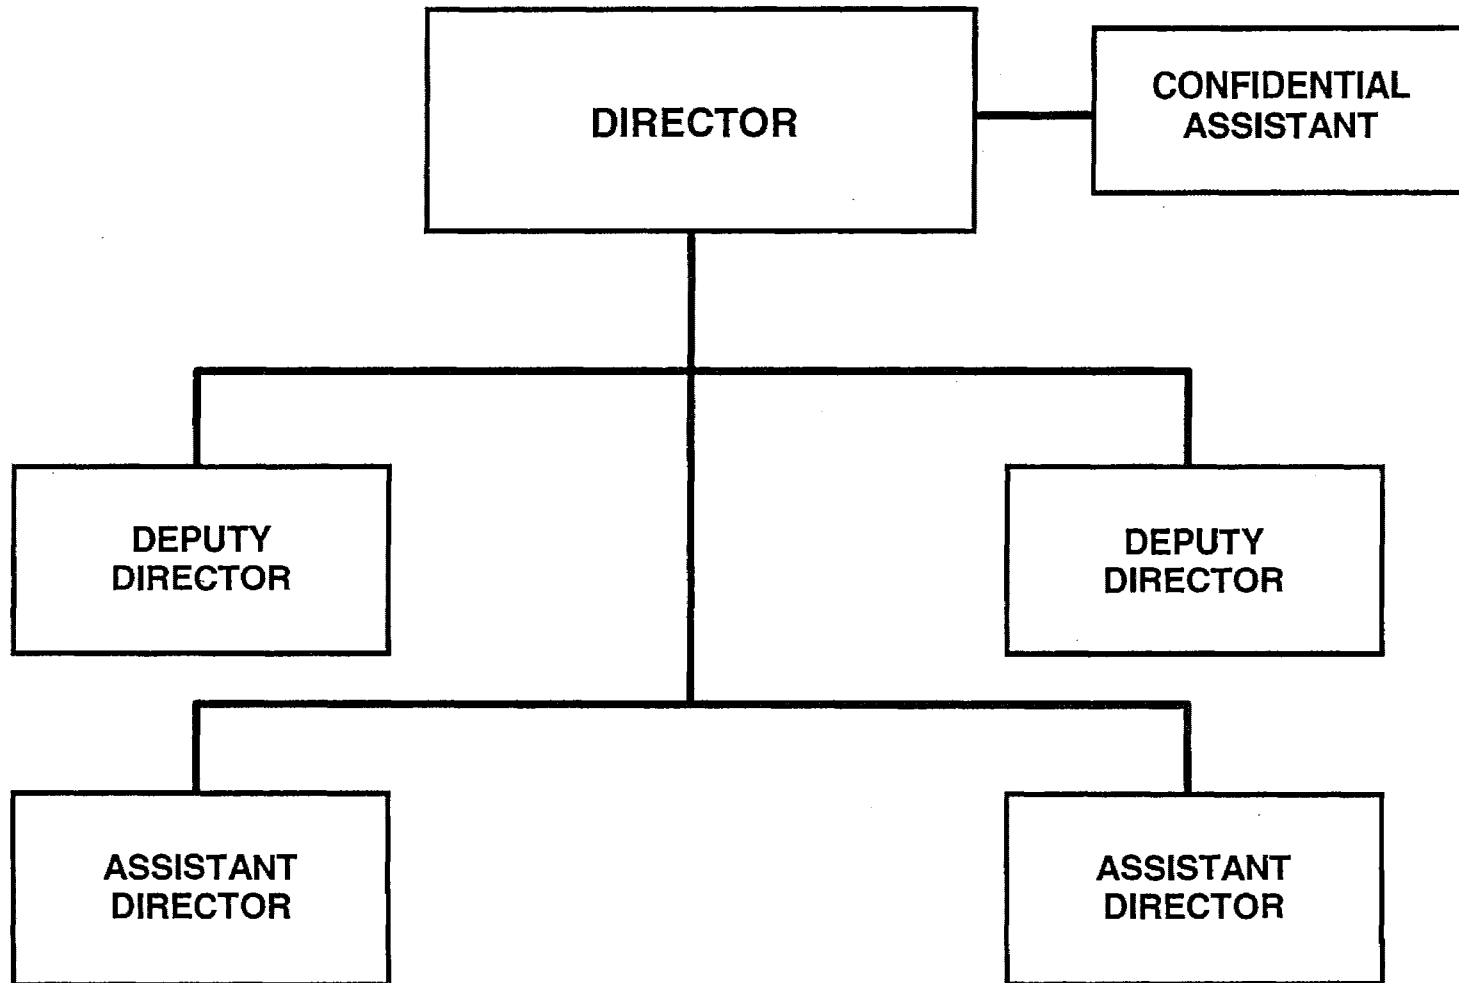 DIRECTOR
CONFIDENTIAL
ASSISTANT
DEPUTY
DIRECTOR
DEPUTY
DIRECTOR
ASSISTANT
DIRECTOR
ASSISTANT
DIRECTOR